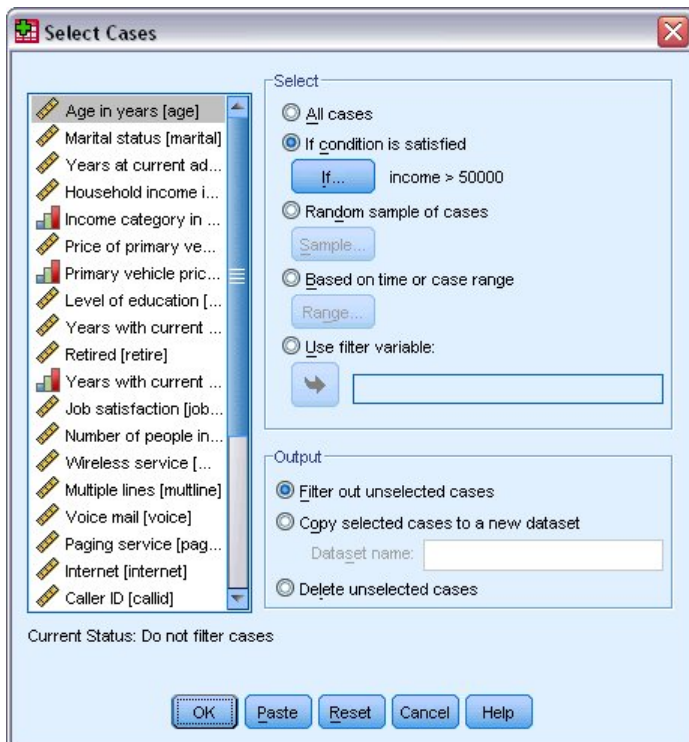 Select Cases
Age in years [age]
Marital status [marital]
Years at current ad...
Household income i...
Income category in ...
Price of primary ve...
Primary vehicle pric...
Level of education [...
Years with current ...
Retired [retire]
Years with current ...
Job satisfaction [job...
Number of people in...
Wireless service [...
Multiple lines [multline]
Voice mail [voice]
Paging service [pag...
Internet [internet]
Caller ID [callid]
Select
All cases
If condition is satisfied
If... income > 50000
Random sample of cases
Sample...
Based on time or case range
Range...
Use filter variable:
Output
Filter out unselected cases
Copy selected cases to a new dataset
Dataset name:
Delete unselected cases
Current Status: Do not filter cases
OK Paste Reset Cancel Help